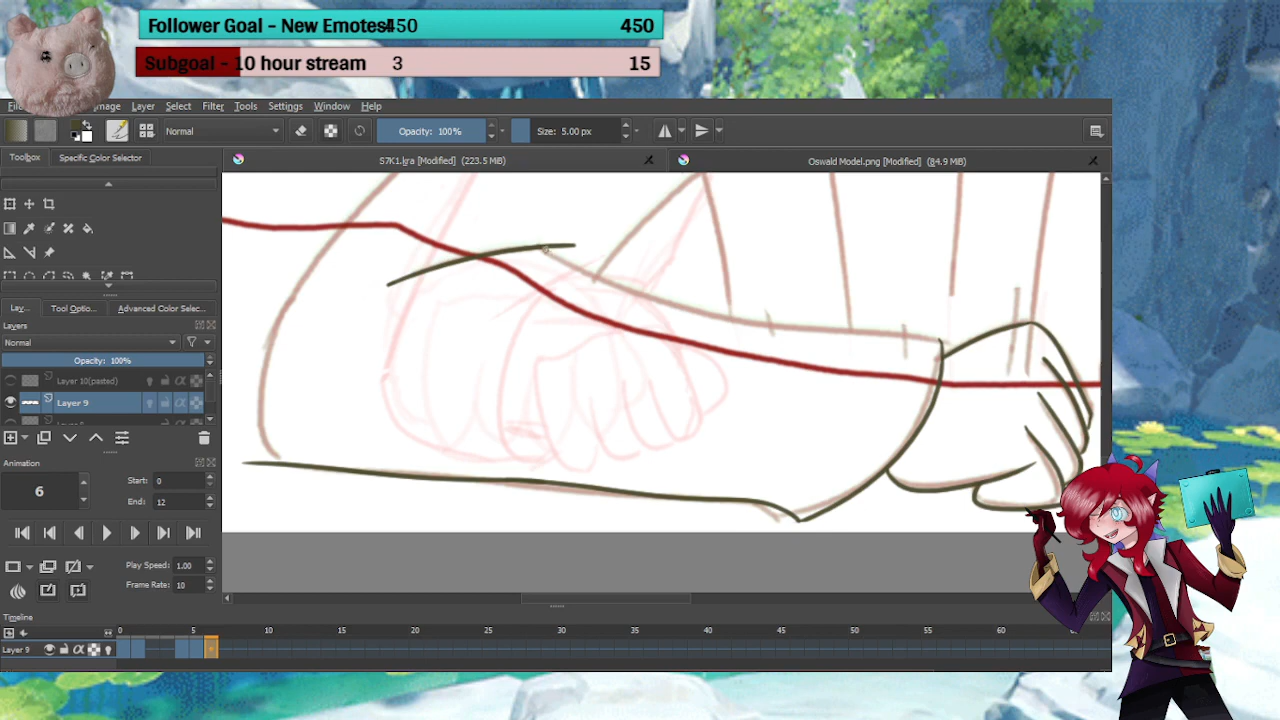 Follower Goal - New Emotes! 450 450
Subgoal - 10 hour stream 3 15
Layer Select Filter Tools Settings Window Help
Normal Opacity: 100% Size: 5.00 px
Toolbox Specific Color Selector
S7K1.kra [Modified] (223.5 MiB) Oswald Model.png [Modified] (84.9 MiB)
Lay... Tool Optio... Advanced Color Selec...
Layers
Normal
Opacity: 100%
Layer 10(pasted)
Layer 9
Animation
6 Start: 0
End: 12
Play Speed: 1.00
Frame Rate: 10
Timeline
0 5 10 15 20 25 30 35 40 45 50 55 60
Layer 9